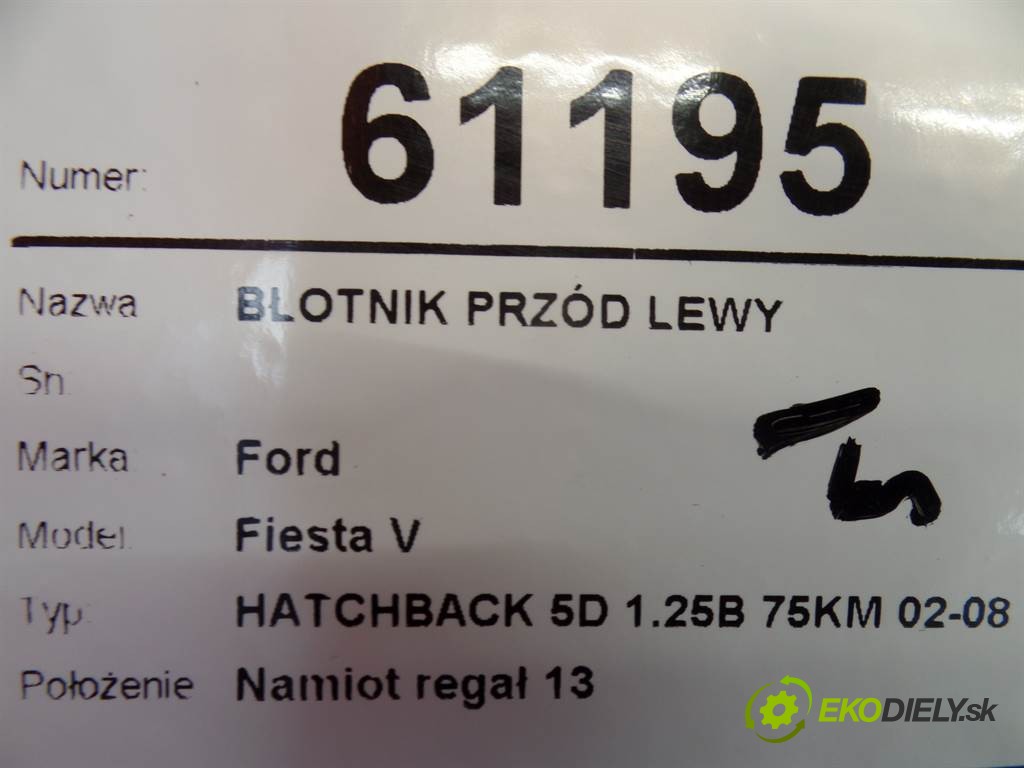 Numer: 61195
Nazwa BŁOTNIK PRZÓD LEWY
Sn.
Marka Ford
Model Fiesta V
Typ HATCHBACK 5D 1.25B 75KM 02-08
Położenie Namiot regał 13
EKODIELY.sk